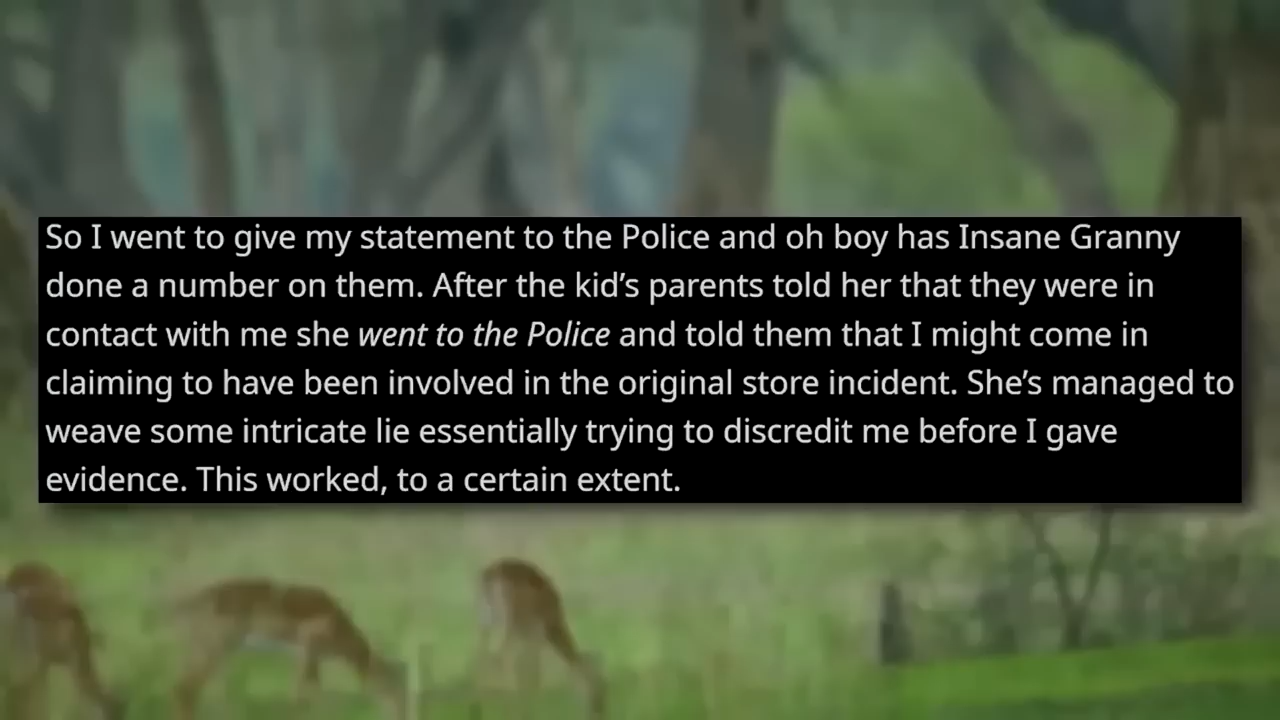 So I went to give my statement to the Police and oh boy has Insane Granny
done a number on them. After the kid’s parents told her that they were in
contact with me she went to the Police and told them that I might come in
claiming to have been involved in the original store incident. She’s managed to
weave some intricate lie essentially trying to discredit me before I gave
evidence. This worked, to a certain extent.